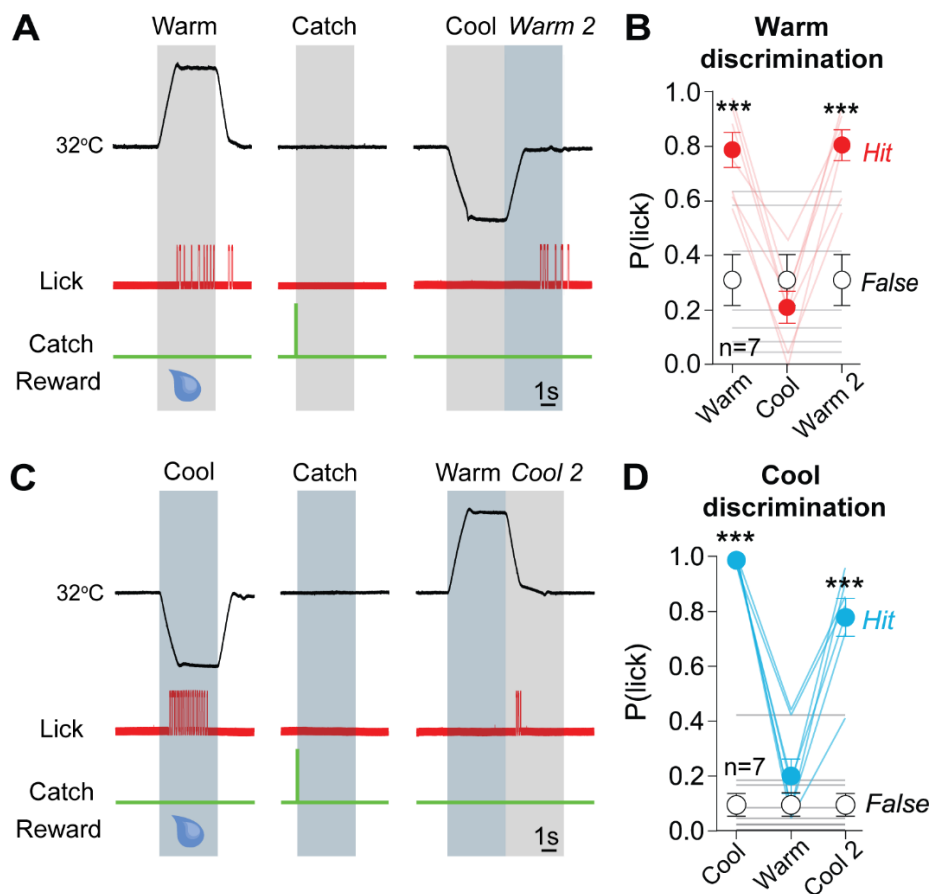 A
Warm
Catch
Cool
Warm 2
32°C
Lick
Catch
Reward
1s
B
Warm
discrimination
1.0
0.8
0.6
0.4
0.2
0.0
P(lick)
***
***
Hit
False
n=7
Warm
Cool
Warm 2
C
Cool
Catch
Warm
Cool 2
32°C
Lick
Catch
Reward
1s
D
Cool
discrimination
1.0
0.8
0.6
0.4
0.2
0.0
P(lick)
***
***
Hit
n=7
False
Cool
Warm
Cool 2